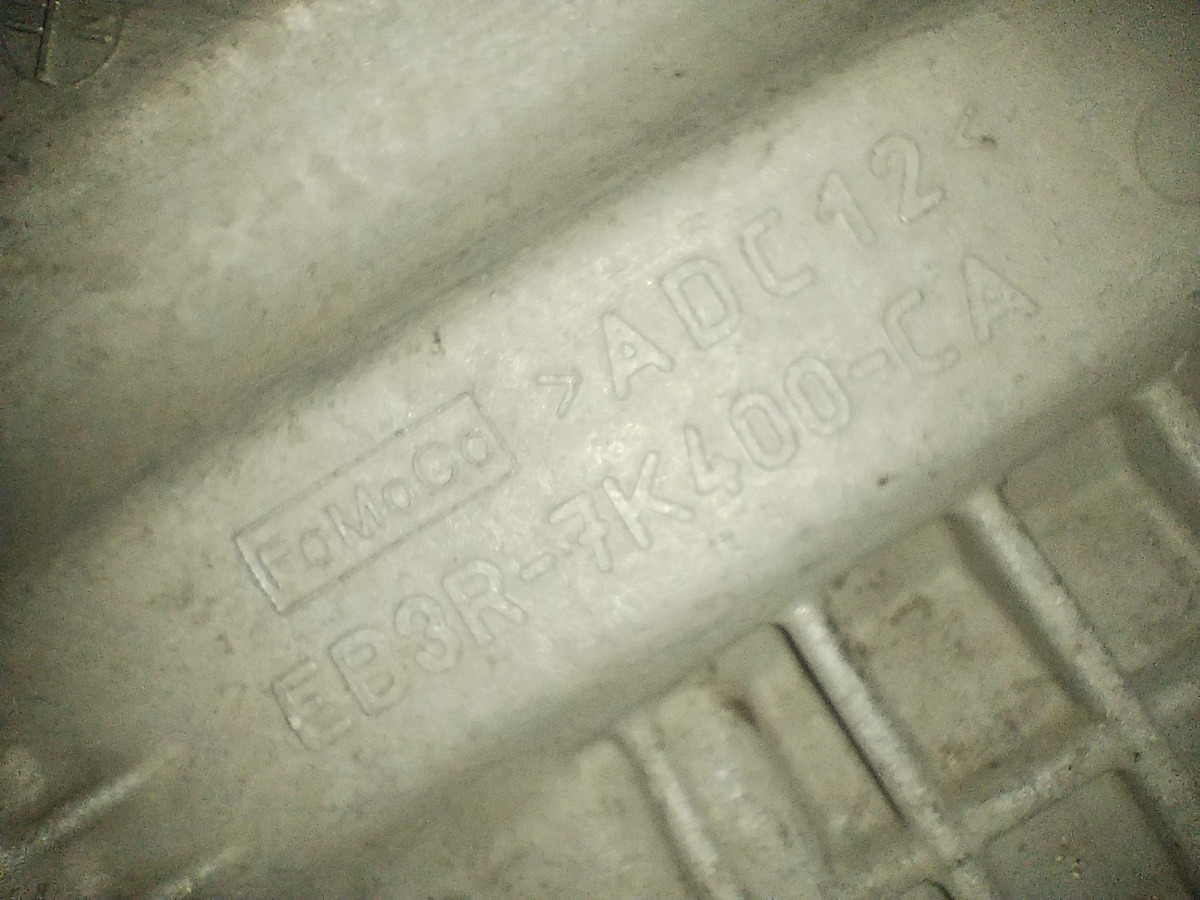 >ADC12<
FoMoCo
EB3R-7K400-CA